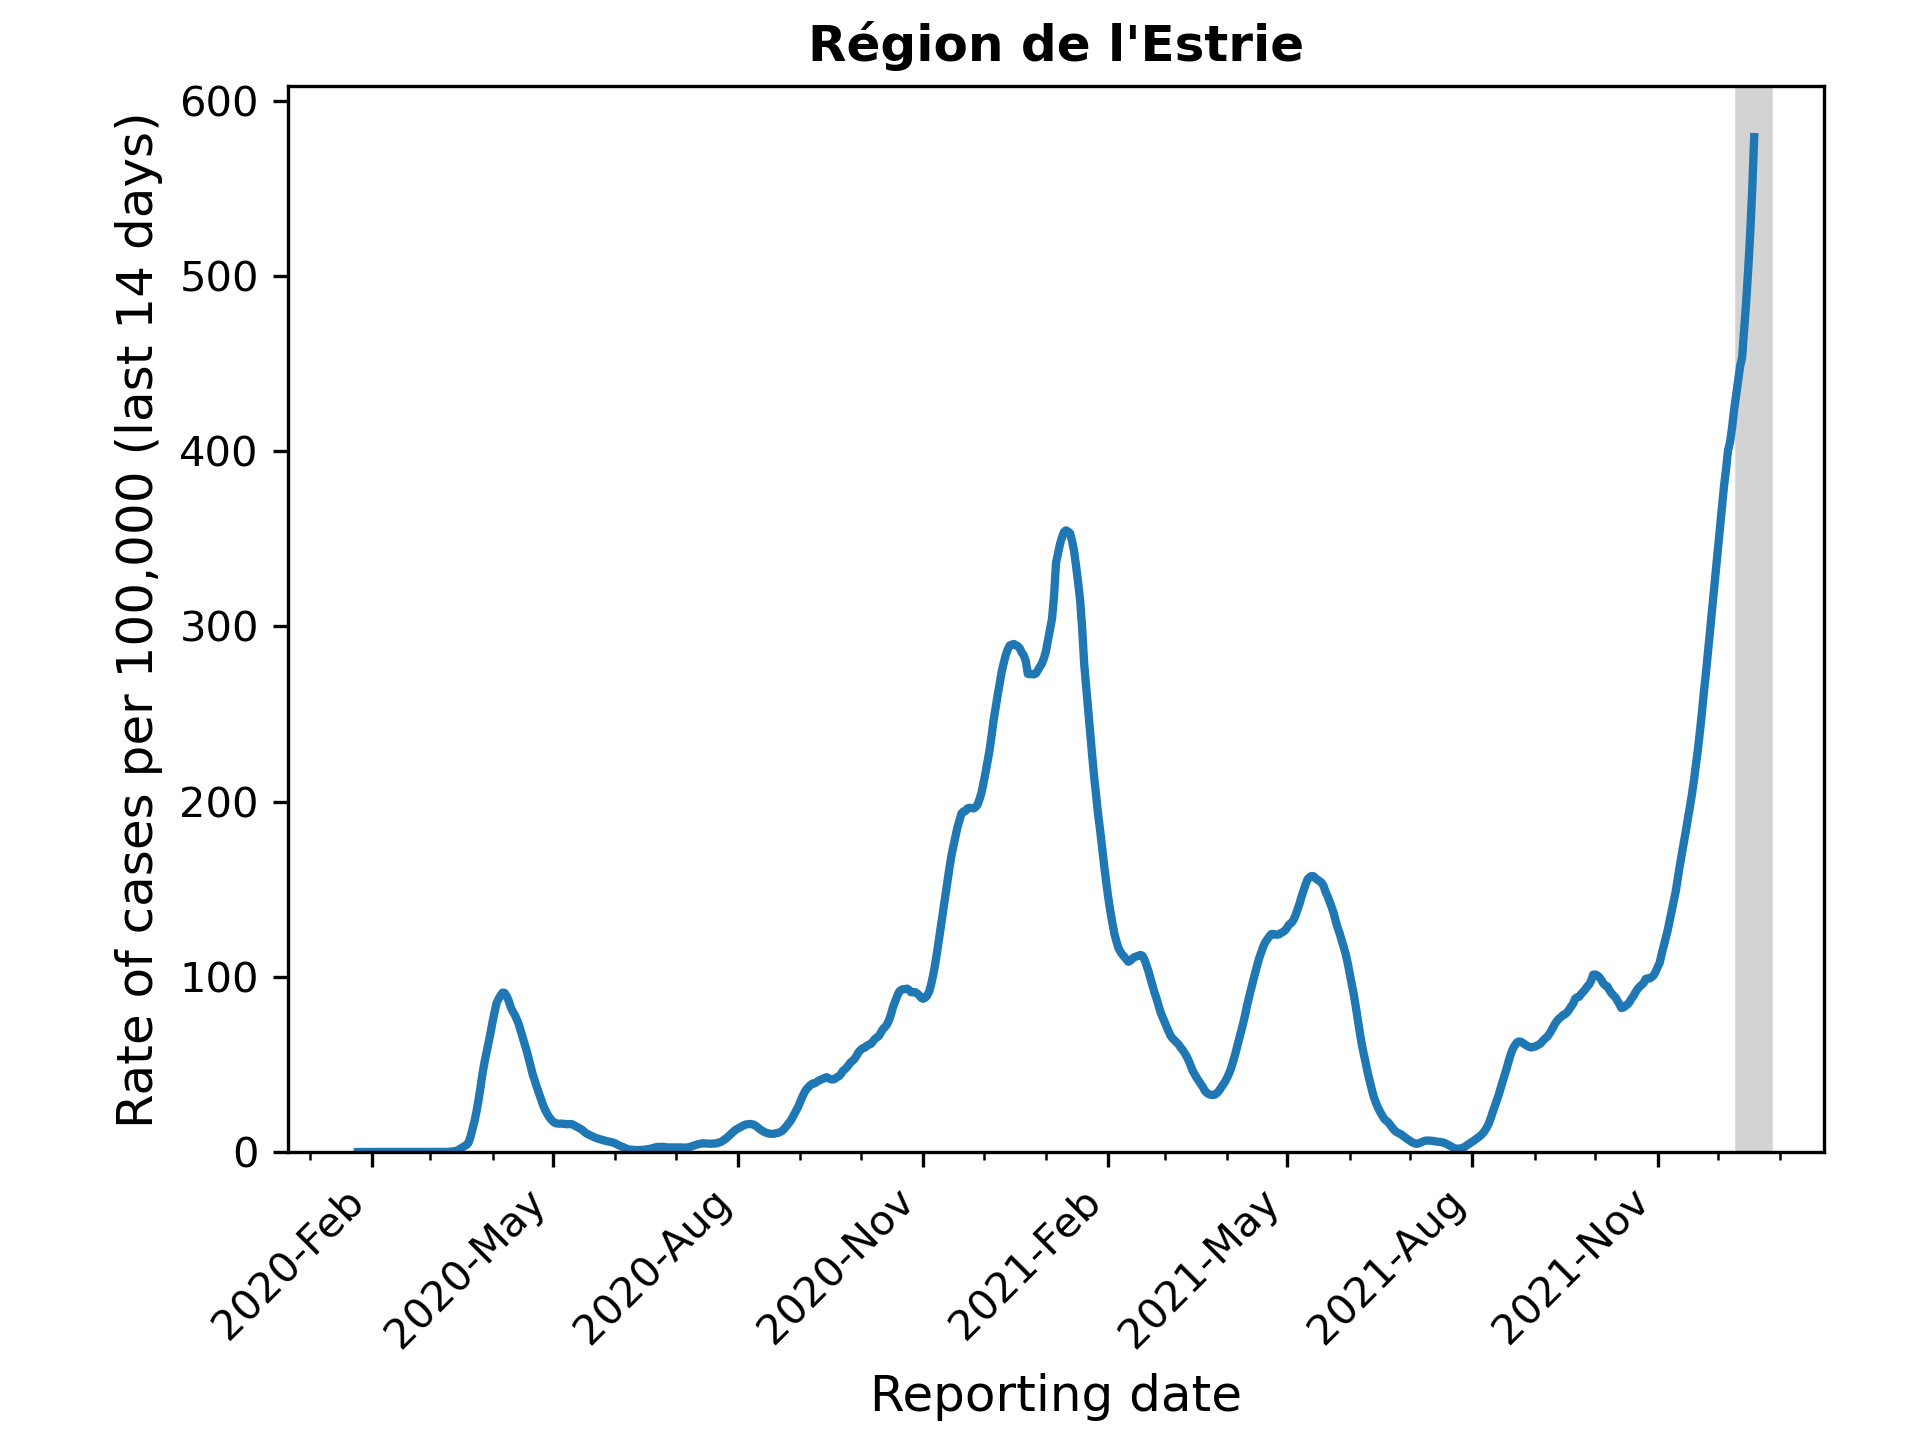 Région de l'Estrie
Rate of cases per 100,000 (last 14 days)
600
500
400
300
200
100
0
2020-Feb
2020-May
2020-Aug
2020-Nov
2021-Feb
2021-May
2021-Aug
2021-Nov
Reporting date